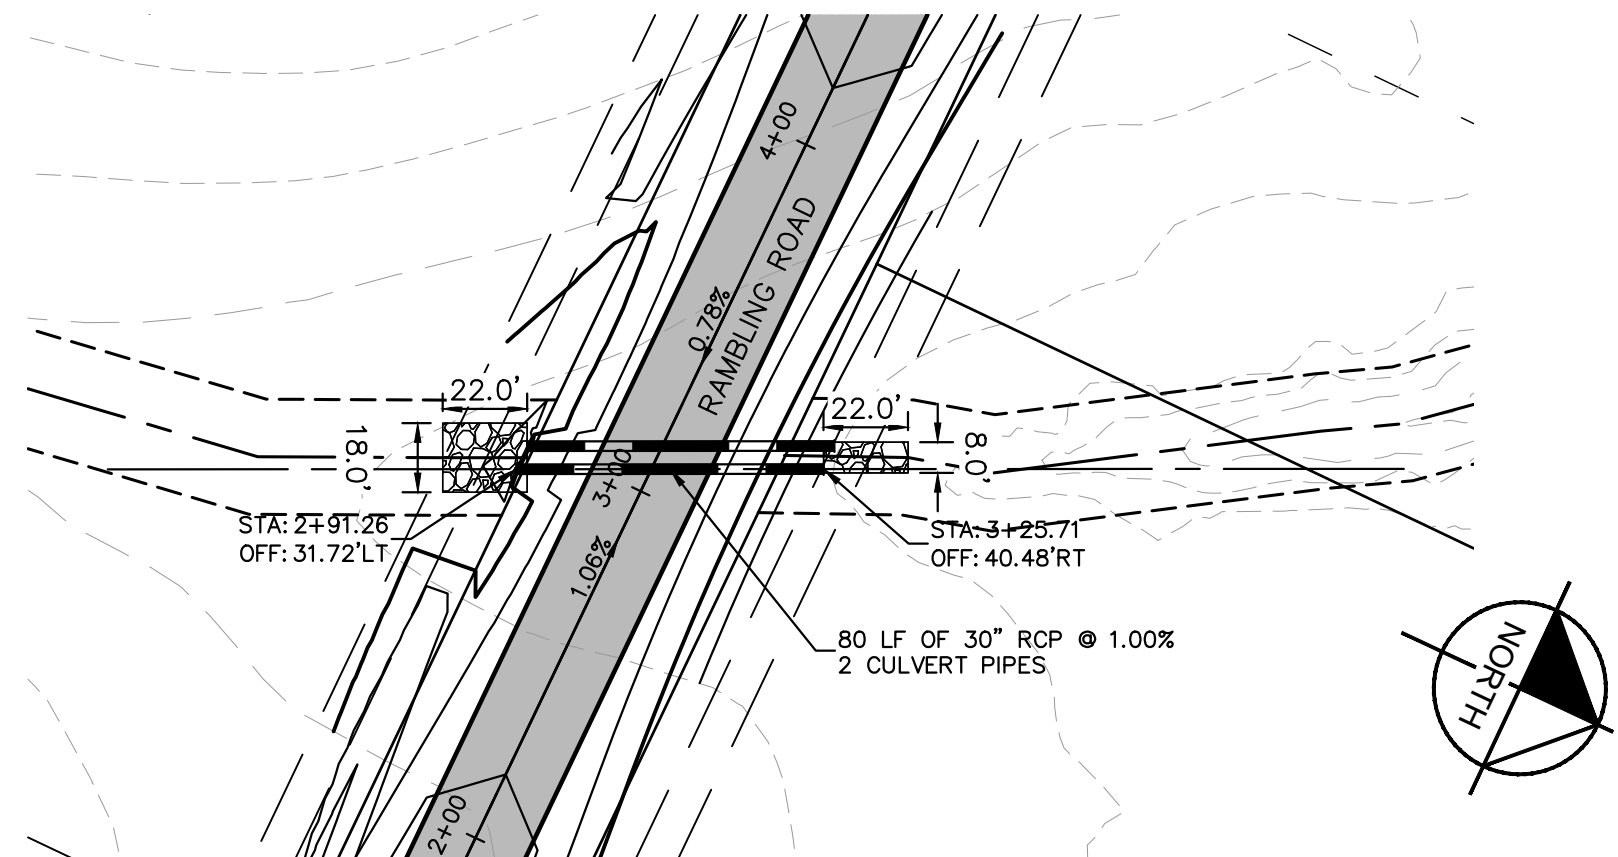 4+00
RAMBLING ROAD
0.78%
22.0'
18.0'
22.0'
8.0'
3+00
STA: 2+91.26
OFF: 31.72'LT
STA: 3+25.71
OFF: 40.48'RT
1.06%
80 LF OF 30” RCP @ 1.00%
2 CULVERT PIPES
NORTH
2+00